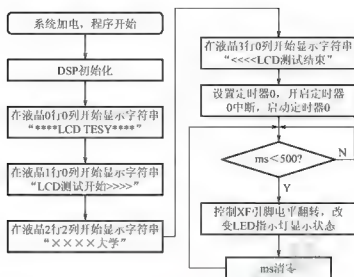 系统加电，程序开始
DSP初始化
在液晶0行0列开始显示字符串
“****LCD TESY****”
在液晶1行0列开始显示字符串
“LCD测试开始>>>>”
在液晶2行2列开始显示字符串
“××××大学”
在液晶3行0列开始显示字符串
“<<<<LCD测试结束”
设置定时器0，开启定时器
0中断，启动定时器0
ms<500?
N
Y
控制XF引脚电平翻转，改
变LED指示灯显示状态
ms清零